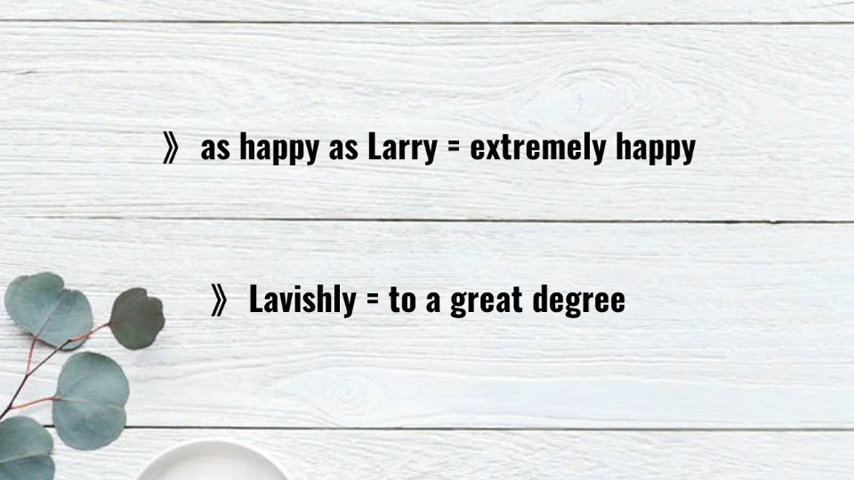 》 as happy as Larry = extremely happy
》 Lavishly = to a great degree